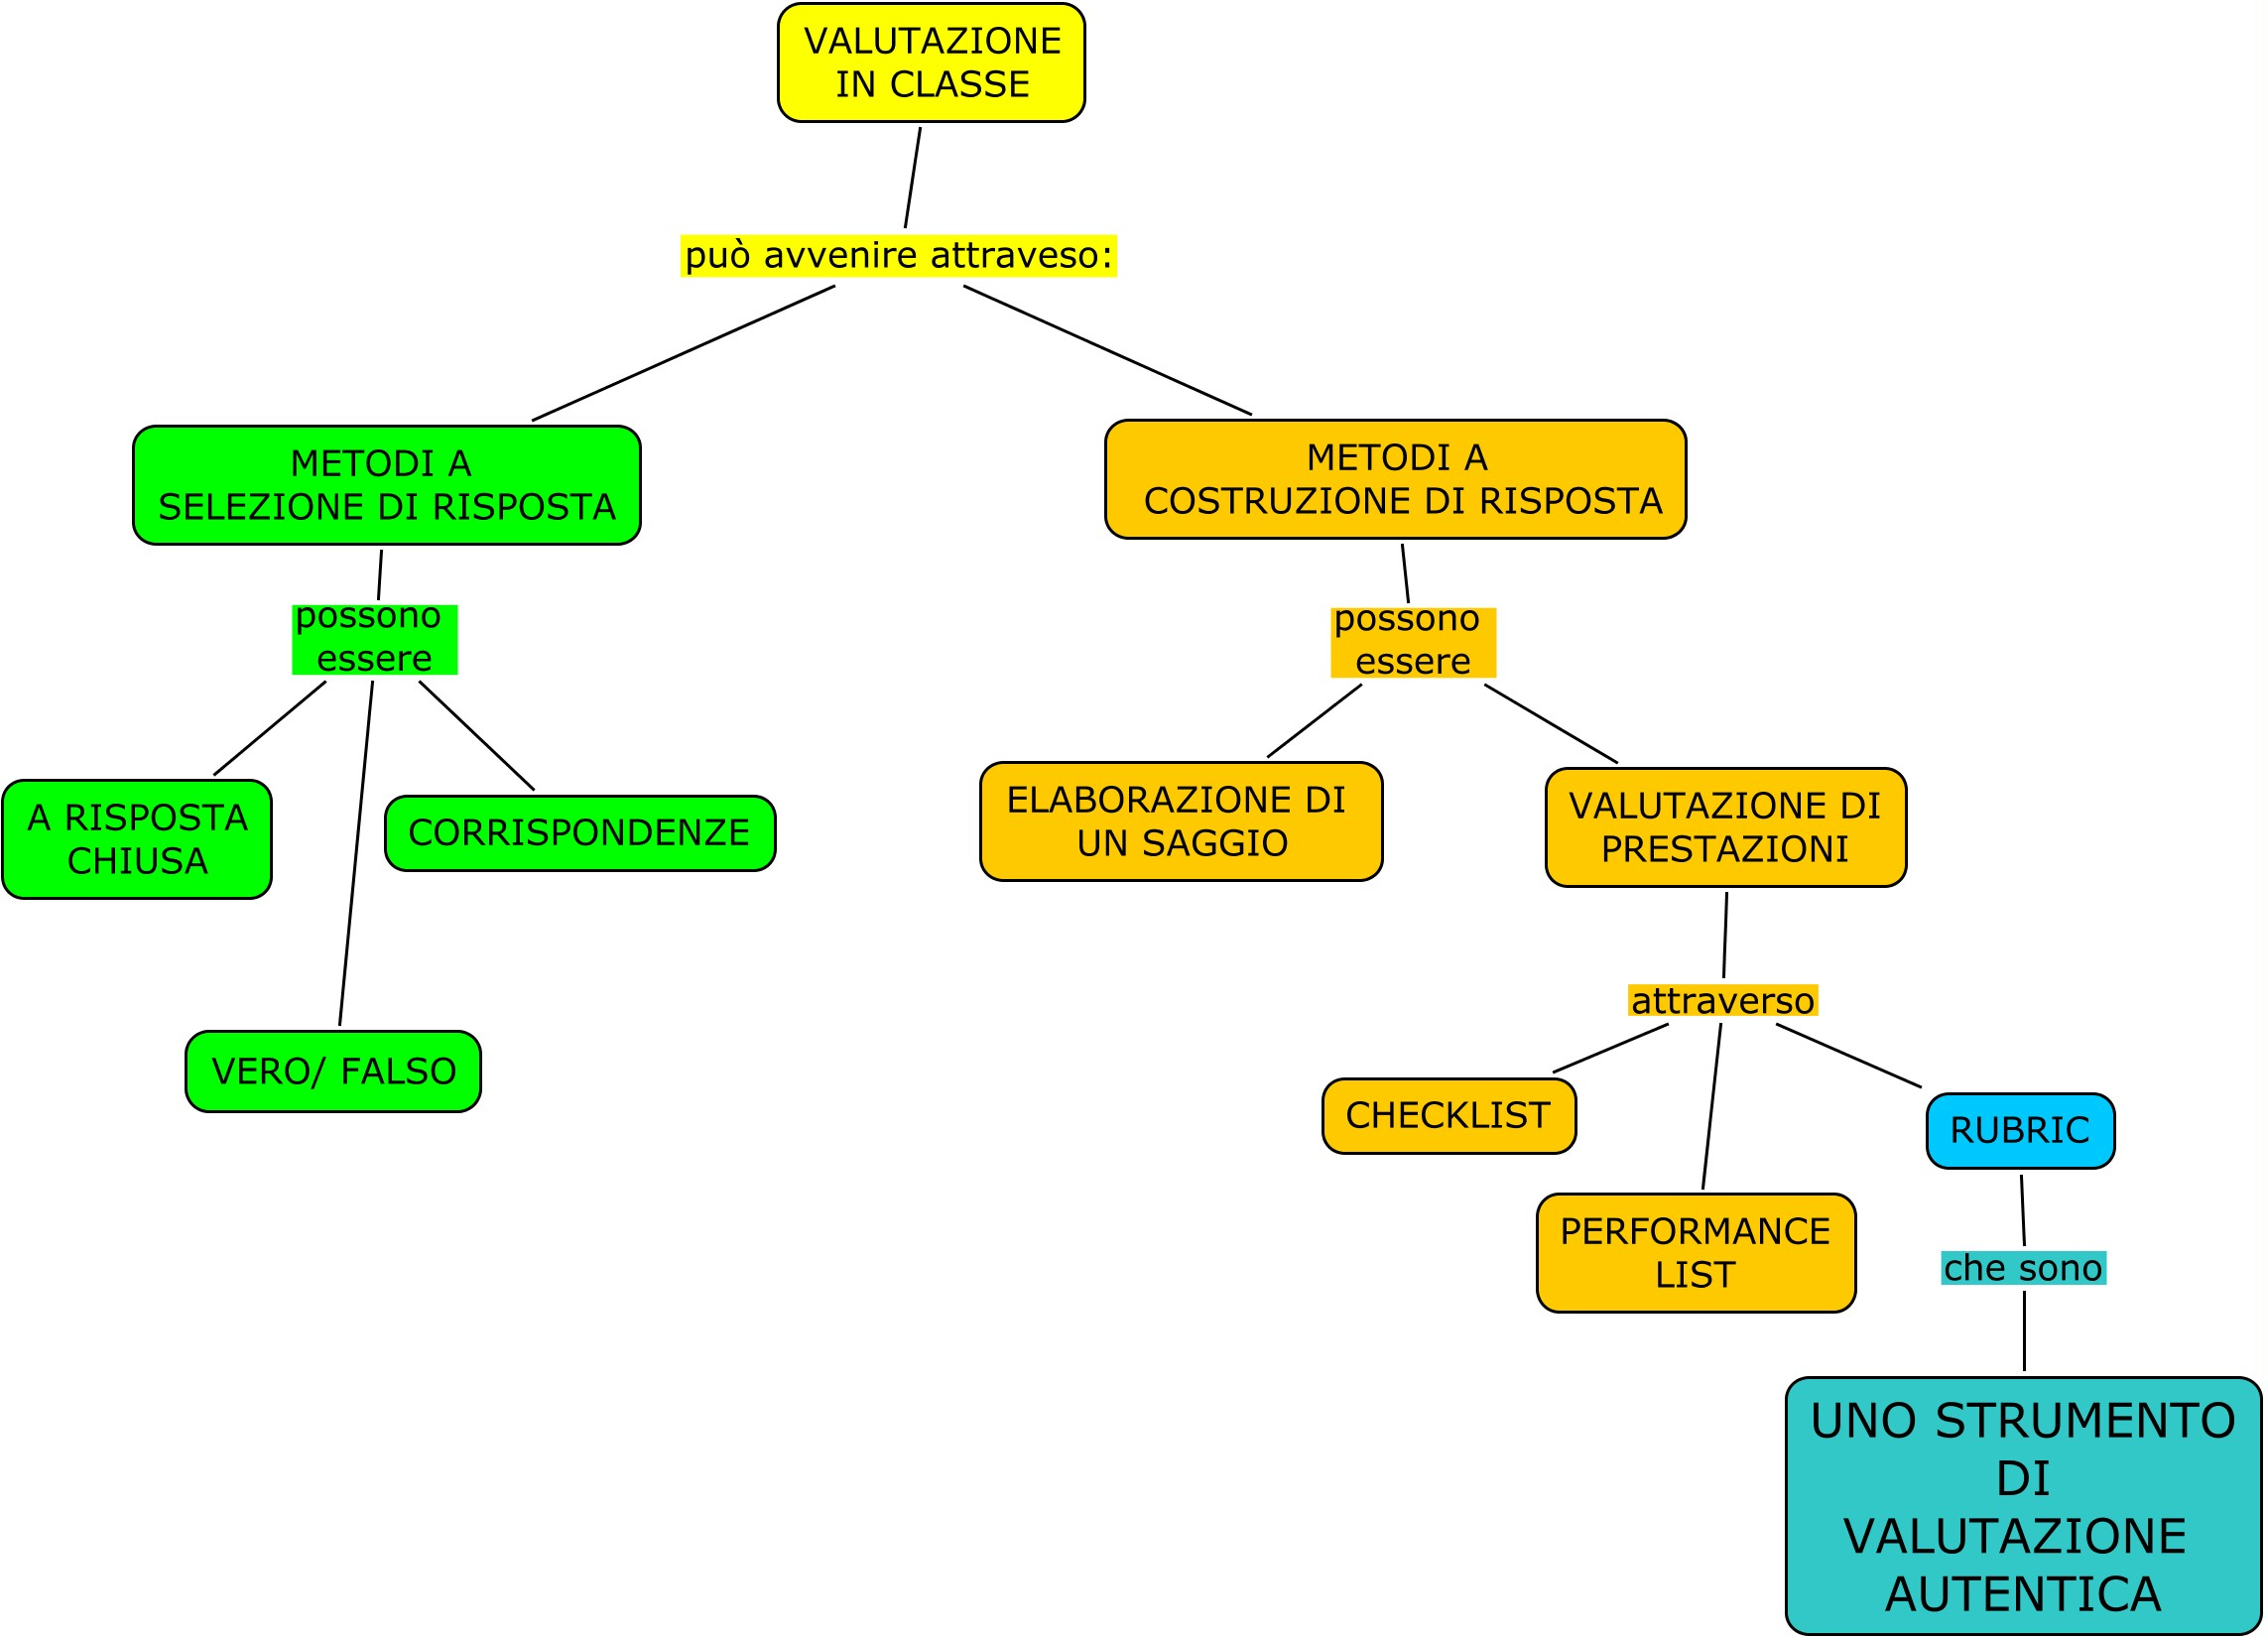 VALUTAZIONE
IN CLASSE
può avvenire attraveso:
METODI A
SELEZIONE DI RISPOSTA
METODI A
COSTRUZIONE DI RISPOSTA
possono
essere
possono
essere
A RISPOSTA
CHIUSA
CORRISPONDENZE
ELABORAZIONE DI
UN SAGGIO
VALUTAZIONE DI
PRESTAZIONI
attraverso
VERO/ FALSO
CHECKLIST
RUBRIC
PERFORMANCE
LIST
che sono
UNO STRUMENTO
DI
VALUTAZIONE
AUTENTICA